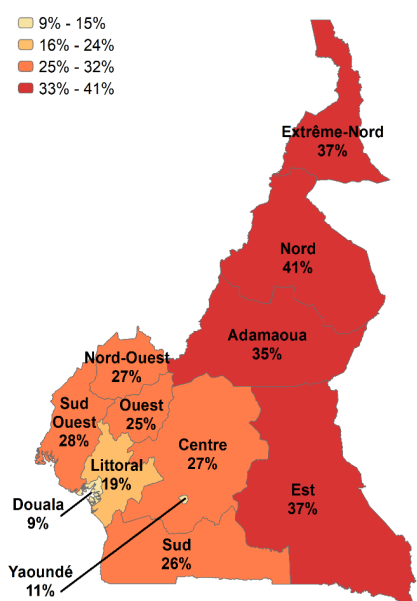 9% - 15%
16% - 24%
25% - 32%
33% - 41%
Extrême-Nord
37%
Nord
41%
Adamaoua
35%
Nord-Ouest
27%
Ouest
25%
Sud
Ouest
28%
Centre
27%
Littoral
19%
Est
37%
Douala
9%
Sud
26%
Yaoundé
11%